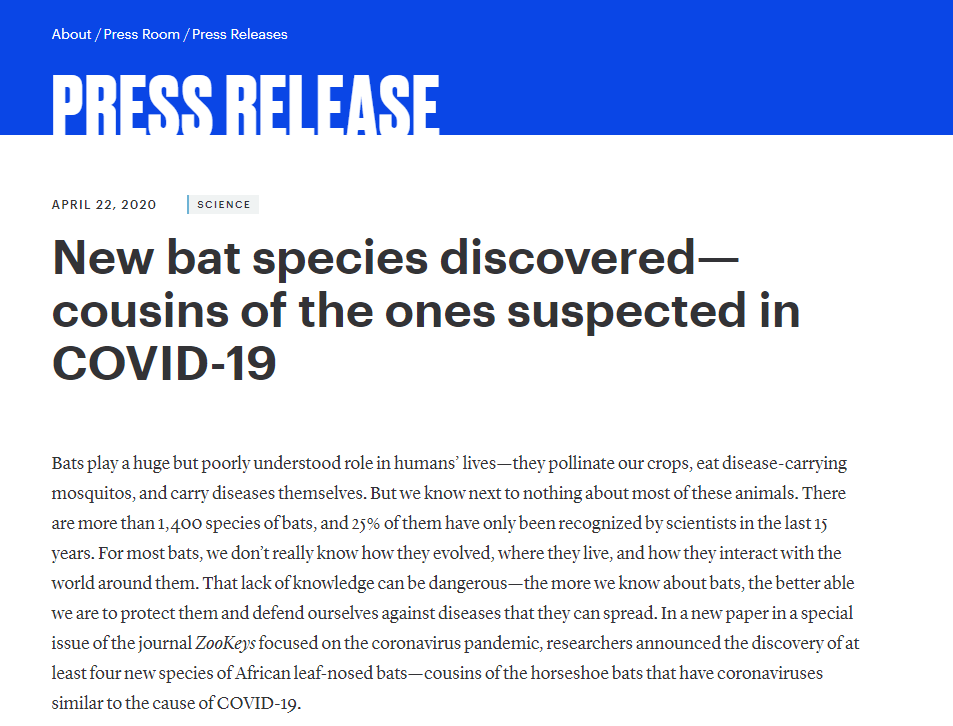 About / Press Room / Press Releases
PRESS RELEASE
APRIL 22, 2020 SCIENCE
New bat species discovered—
cousins of the ones suspected in
COVID-19
Bats play a huge but poorly understood role in humans’ lives—they pollinate our crops, eat disease-carrying
mosquitos, and carry diseases themselves. But we know next to nothing about most of these animals. There
are more than 1,400 species of bats, and 25% of them have only been recognized by scientists in the last 15
years. For most bats, we don’t really know how they evolved, where they live, and how they interact with the
world around them. That lack of knowledge can be dangerous—the more we know about bats, the better able
we are to protect them and defend ourselves against diseases that they can spread. In a new paper in a special
issue of the journal ZooKeys focused on the coronavirus pandemic, researchers announced the discovery of at
least four new species of African leaf-nosed bats—cousins of the horseshoe bats that have coronaviruses
similar to the cause of COVID-19.